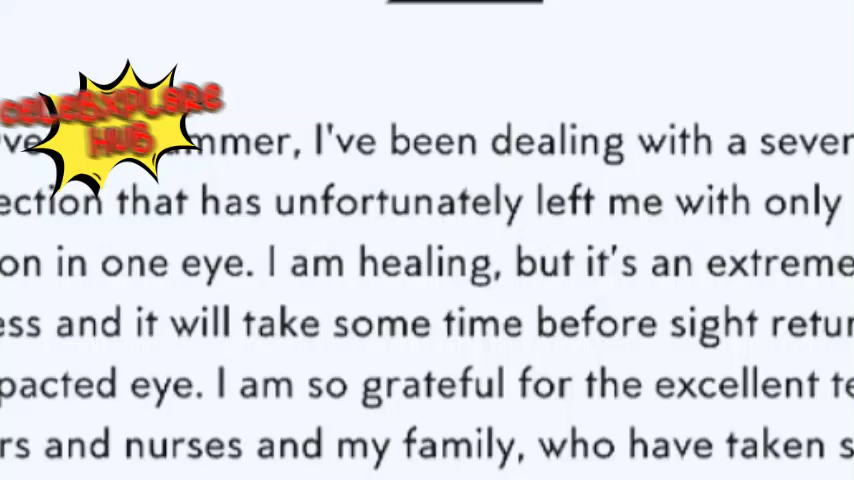 CELEBXPLORE
HUB
ve mmer, I've been dealing with a sever
ection that has unfortunately left me with only
on in one eye. I am healing, but it's an extreme
ess and it will take some time before sight retur
pacted eye. I am so grateful for the excellent te
rs and nurses and my family, who have taken s